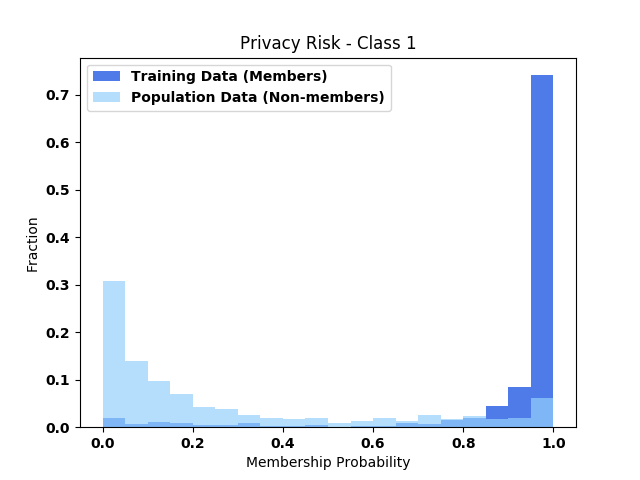 Privacy Risk - Class 1
Training Data (Members)
Population Data (Non-members)
Fraction
0.7
0.6
0.5
0.4
0.3
0.2
0.1
0.0
0.0 0.2 0.4 0.6 0.8 1.0
Membership Probability